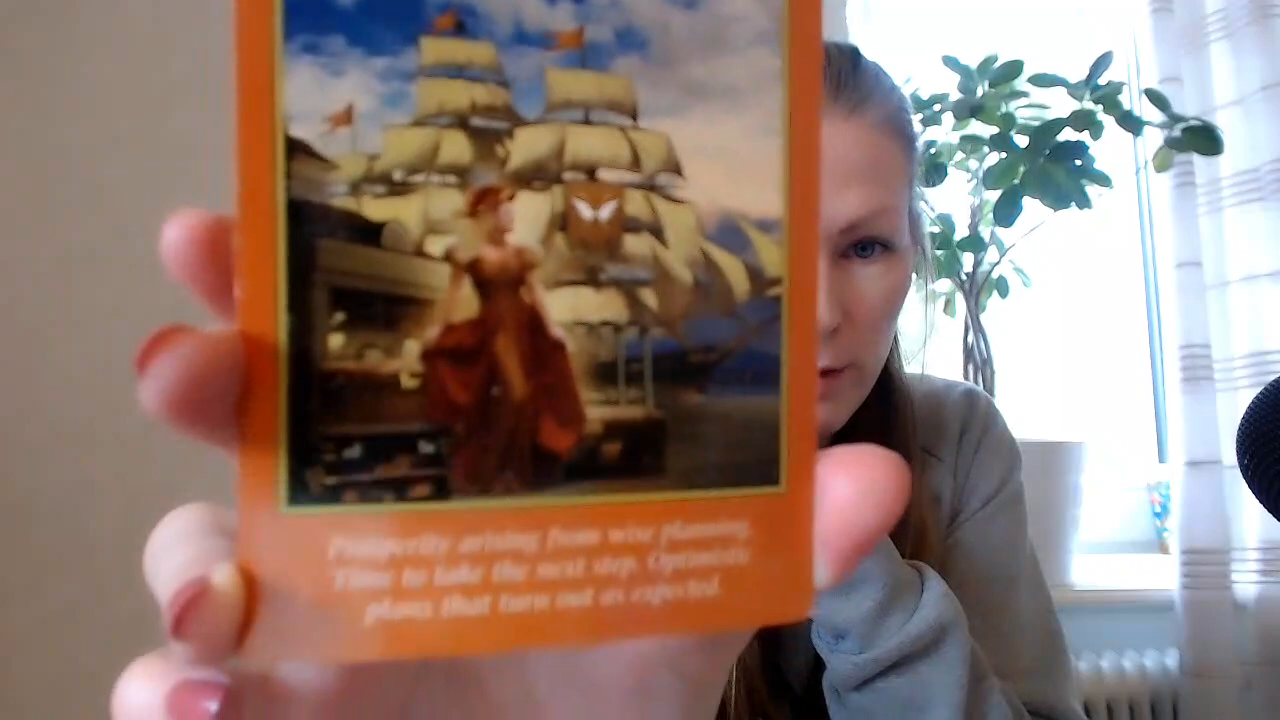 Prosperity arising from wise planning.
Time to take the next step. Optimistic
plans that turn out as expected.